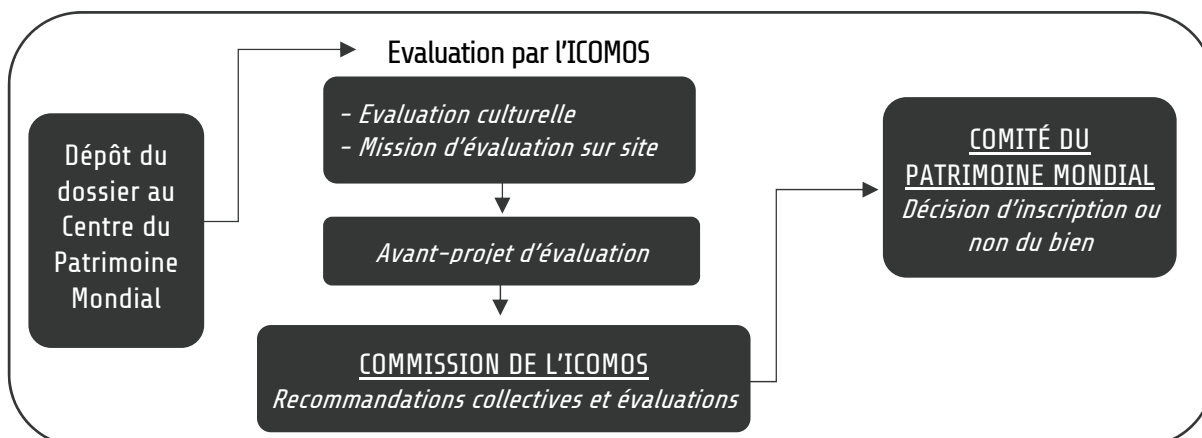 Dépôt du
dossier au
Centre du
Patrimoine
Mondial
Evaluation par l'ICOMOS
- Evaluation culturelle
- Mission d'évaluation sur site
Avant-projet d'évaluation
COMMISSION DE L'ICOMOS
Recommandations collectives et évaluations
COMITÉ DU
PATRIMOINE MONDIAL
Décision d'inscription ou
non du bien